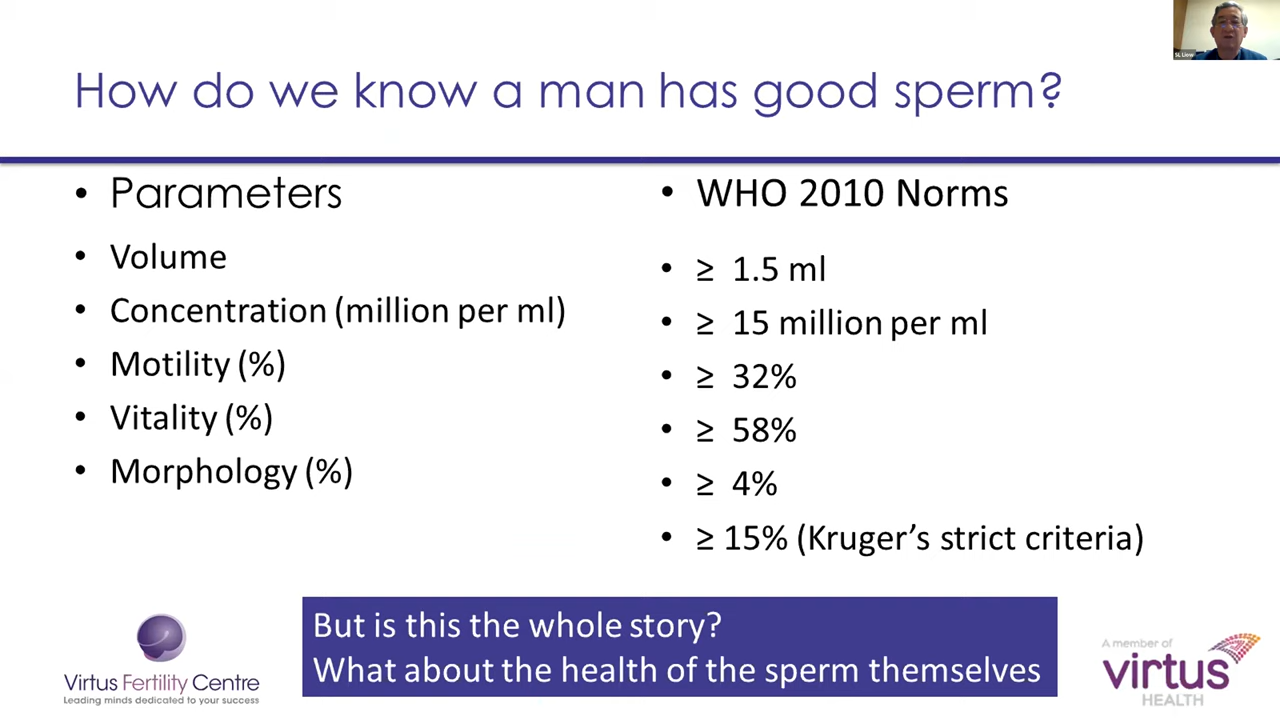 SL Liow
How do we know a man has good sperm?
• Parameters
• Volume
• Concentration (million per ml)
• Motility (%)
• Vitality (%)
• Morphology (%)
• WHO 2010 Norms
• ≥ 1.5 ml
• ≥ 15 million per ml
• ≥ 32%
• ≥ 58%
• ≥ 4%
• ≥ 15% (Kruger’s strict criteria)
But is this the whole story?
What about the health of the sperm themselves
Virtus Fertility Centre
Leading minds dedicated to your success
A member of
virtus
HEALTH